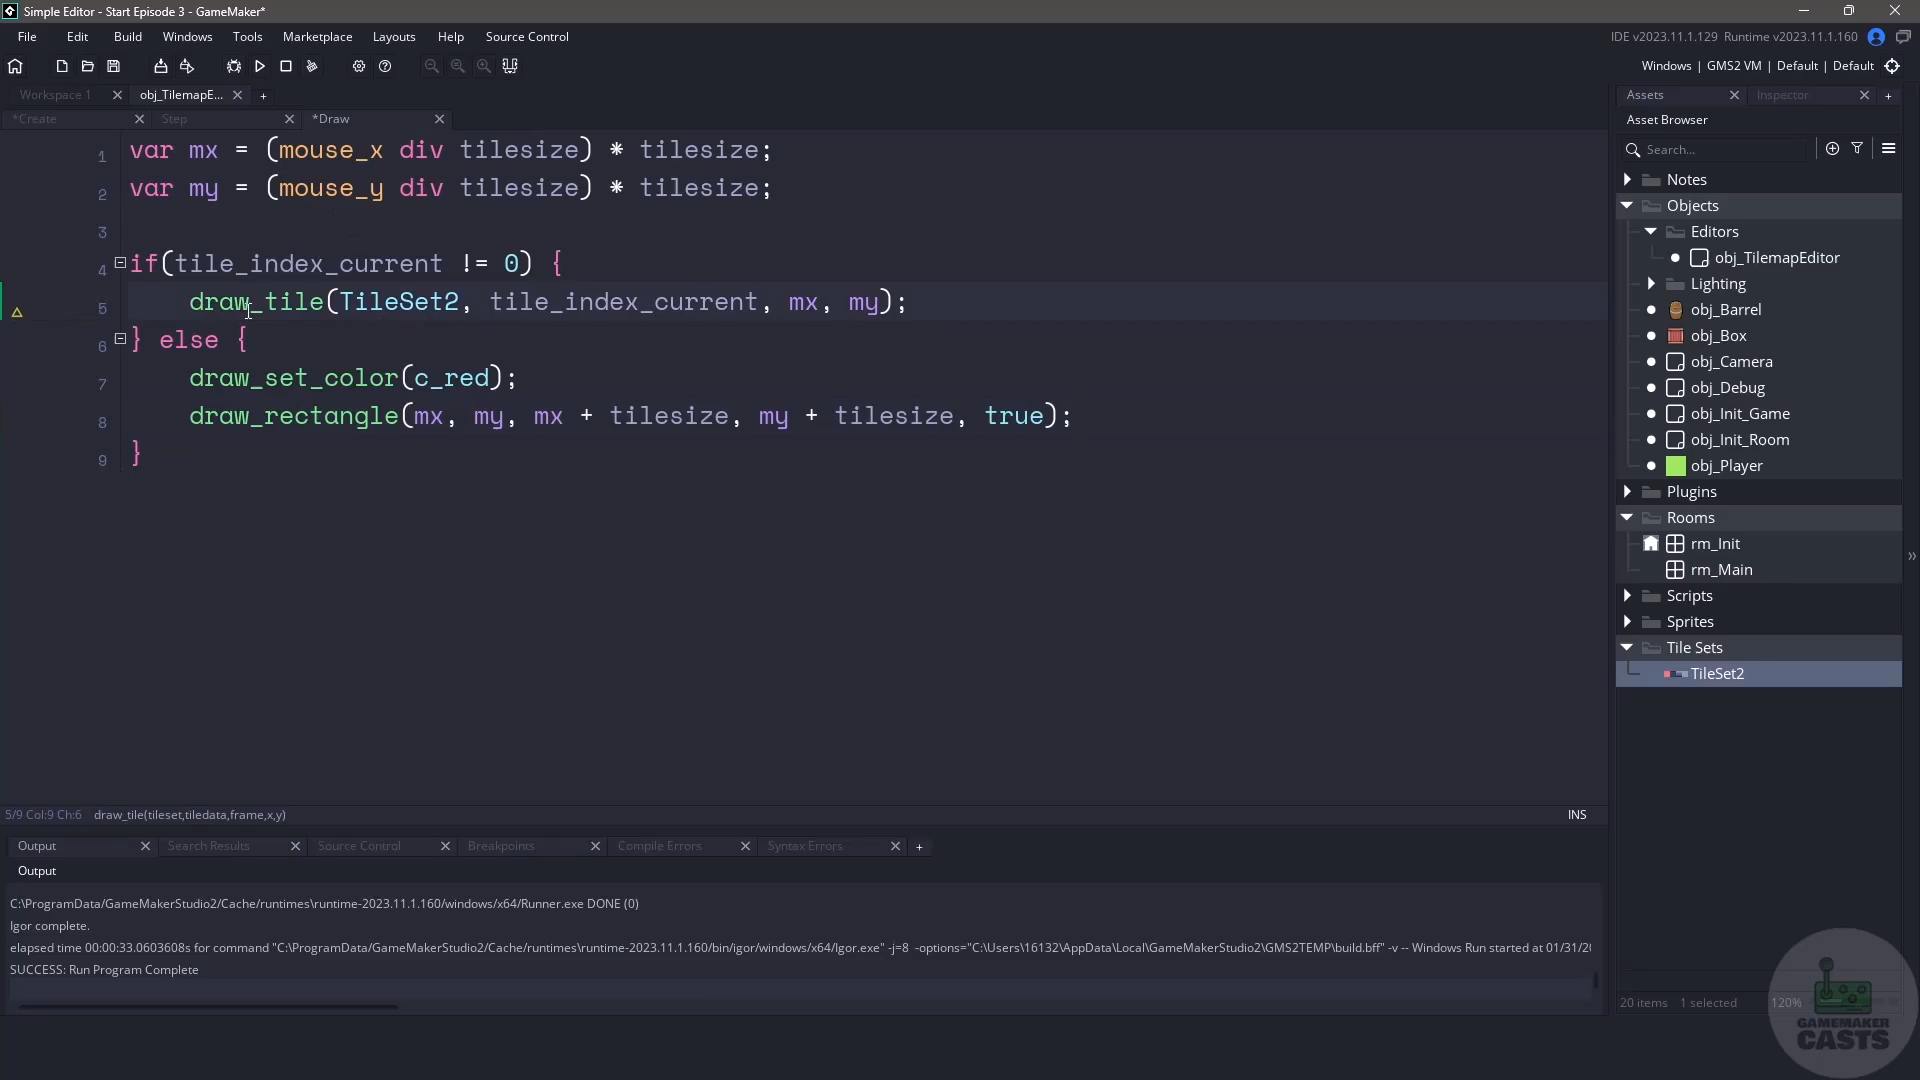 Simple Editor - Start Episode 3 - GameMaker*
File Edit Build Windows Tools Marketplace Layouts Help Source Control
IDE v2023.11.1.129 Runtime v2023.11.1.160
Windows | GMS2 VM | Default | Default
Workspace 1
obj_TilemapE...
*Create
Step
*Draw
1 var mx = (mouse_x div tilesize) * tilesize;
2 var my = (mouse_y div tilesize) * tilesize;
3
4 if(tile_index_current != 0) {
5 draw_tile(TileSet2, tile_index_current, mx, my);
6 } else {
7 draw_set_color(c_red);
8 draw_rectangle(mx, my, mx + tilesize, my + tilesize, true);
9 }
5/9 Col:9 Ch:6 draw_tile(tileset,tiledata,frame,x,y)
INS
Output Search Results Source Control Breakpoints Compile Errors Syntax Errors
Output
C:\ProgramData/GameMakerStudio2/Cache/runtimes\runtime-2023.11.1.160/windows/x64/Runner.exe DONE (0)
Igor complete.
elapsed time 00:00:33.0603608s for command "C:\ProgramData/GameMakerStudio2/Cache/runtimes\runtime-2023.11.1.160/bin/igor/windows/x64/Igor.exe" -j=8 -options="C:\Users\16132\AppData\Local\GameMakerStudio2\GMS2TEMP\build.bff" -v -- Windows Run started at 01/31/20
SUCCESS: Run Program Complete
Assets Inspector
Asset Browser
Search...
Notes
Objects
Editors
obj_TilemapEditor
Lighting
obj_Barrel
obj_Box
obj_Camera
obj_Debug
obj_Init_Game
obj_Init_Room
obj_Player
Plugins
Rooms
rm_Init
rm_Main
Scripts
Sprites
Tile Sets
TileSet2
20 items 1 selected 120%
GAMEMAKER
CASTS